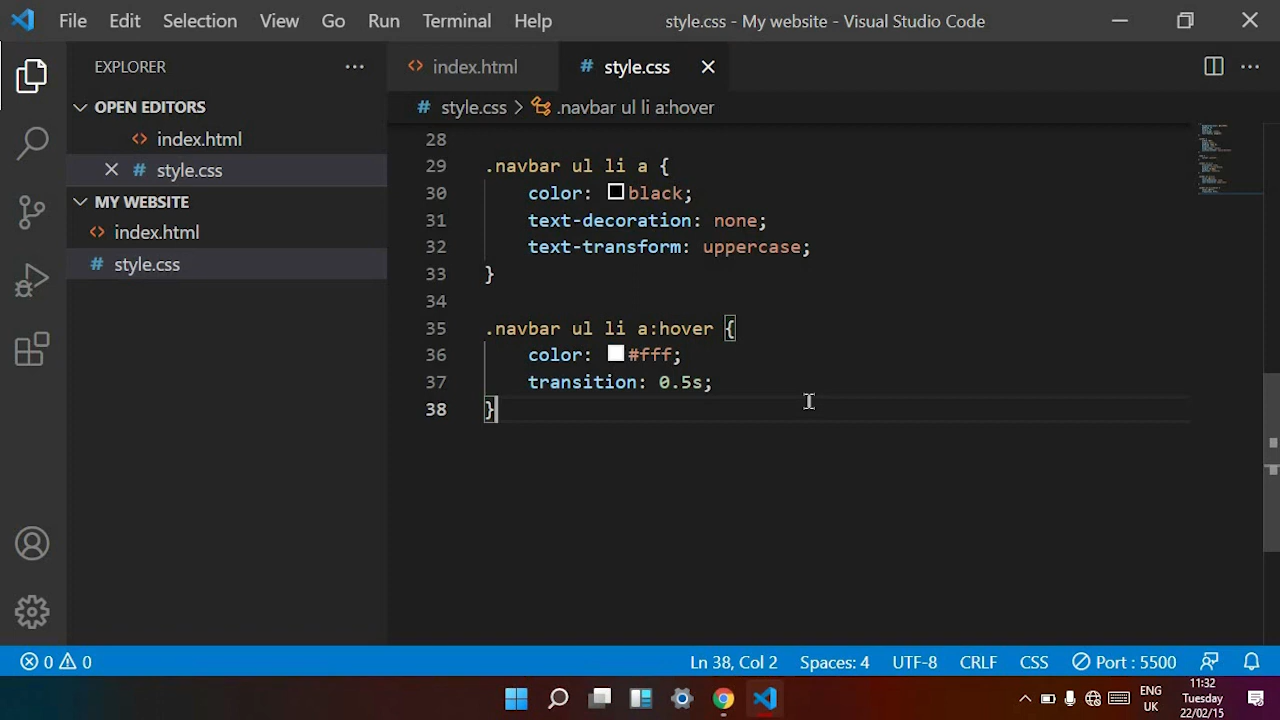 File Edit Selection View Go Run Terminal Help style.css - My website - Visual Studio Code
EXPLORER
index.html
style.css
OPEN EDITORS
style.css > .navbar ul li a:hover
index.html
style.css
MY WEBSITE
index.html
style.css
28
29 .navbar ul li a {
30 color: black;
31 text-decoration: none;
32 text-transform: uppercase;
33 }
34
35 .navbar ul li a:hover {
36 color: #fff;
37 transition: 0.5s;
38 }
0 0 Ln 38, Col 2 Spaces: 4 UTF-8 CRLF CSS Port : 5500
ENG
UK
11:32
Tuesday
22/02/15